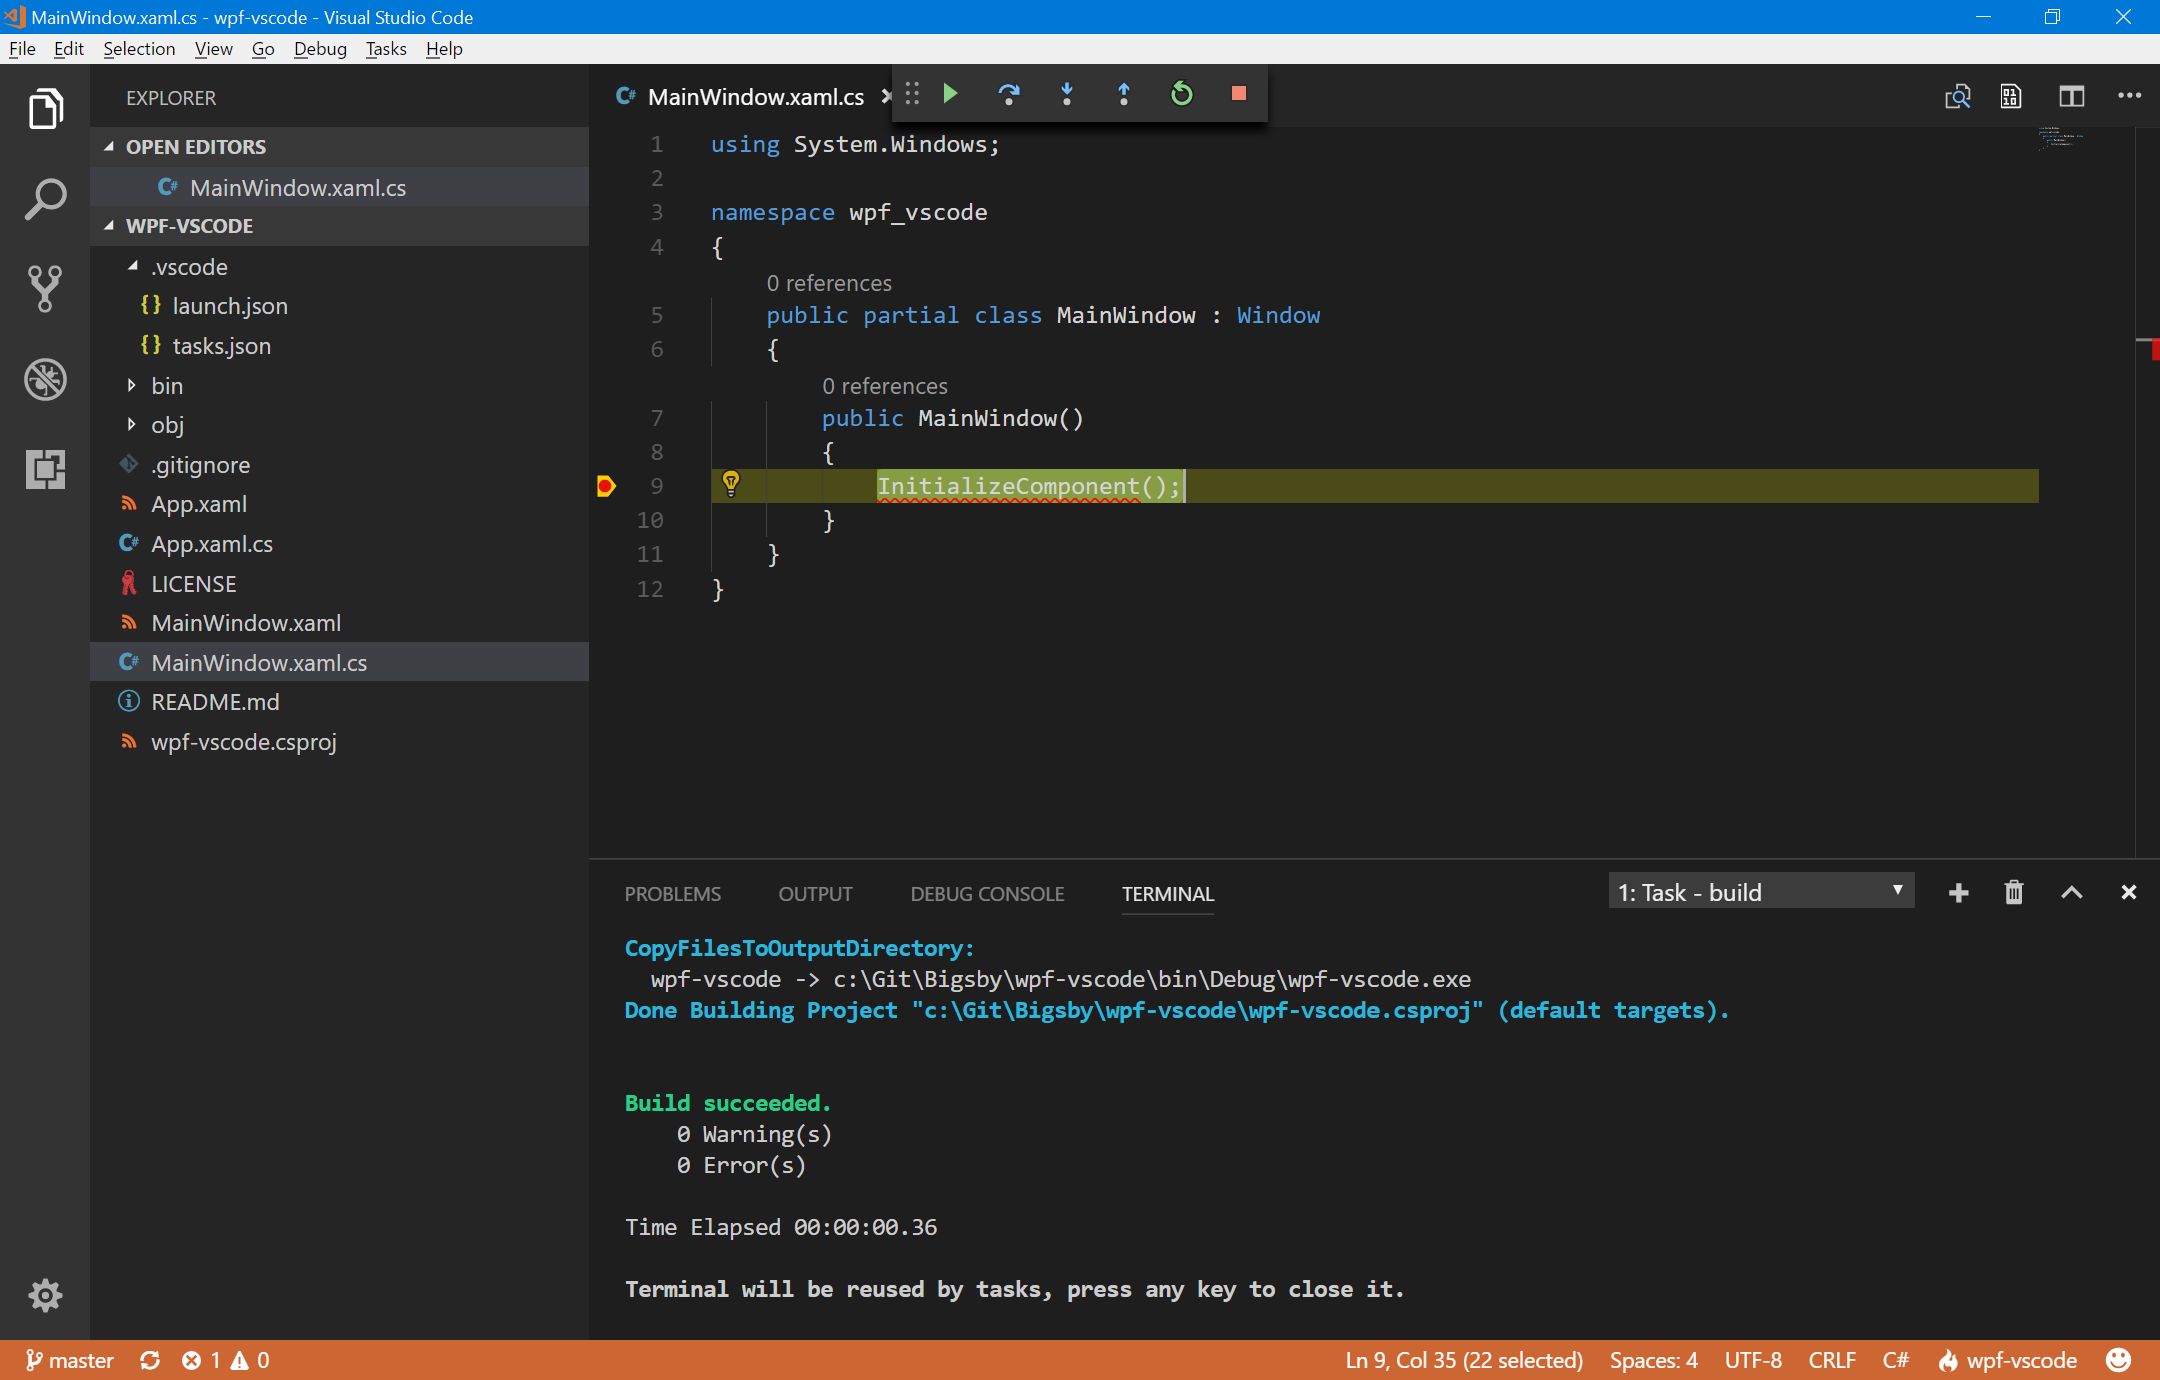 MainWindow.xaml.cs - wpf-vscode - Visual Studio Code
File Edit Selection View Go Debug Tasks Help
EXPLORER
OPEN EDITORS
C# MainWindow.xaml.cs
WPF-VSCODE
.vscode
{} launch.json
{} tasks.json
bin
obj
.gitignore
App.xaml
C# App.xaml.cs
LICENSE
MainWindow.xaml
C# MainWindow.xaml.cs
README.md
wpf-vscode.csproj
C# MainWindow.xaml.cs
1 using System.Windows;
2
3 namespace wpf_vscode
4 {
0 references
5 public partial class MainWindow : Window
6 {
0 references
7 public MainWindow()
8 {
9 InitializeComponent();
10 }
11 }
12 }
PROBLEMS OUTPUT DEBUG CONSOLE TERMINAL 1: Task - build
CopyFilesToOutputDirectory:
wpf-vscode -> c:\Git\Bigsby\wpf-vscode\bin\Debug\wpf-vscode.exe
Done Building Project "c:\Git\Bigsby\wpf-vscode\wpf-vscode.csproj" (default targets).
Build succeeded.
0 Warning(s)
0 Error(s)
Time Elapsed 00:00:00.36
Terminal will be reused by tasks, press any key to close it.
master 1 0 Ln 9, Col 35 (22 selected) Spaces: 4 UTF-8 CRLF C# wpf-vscode